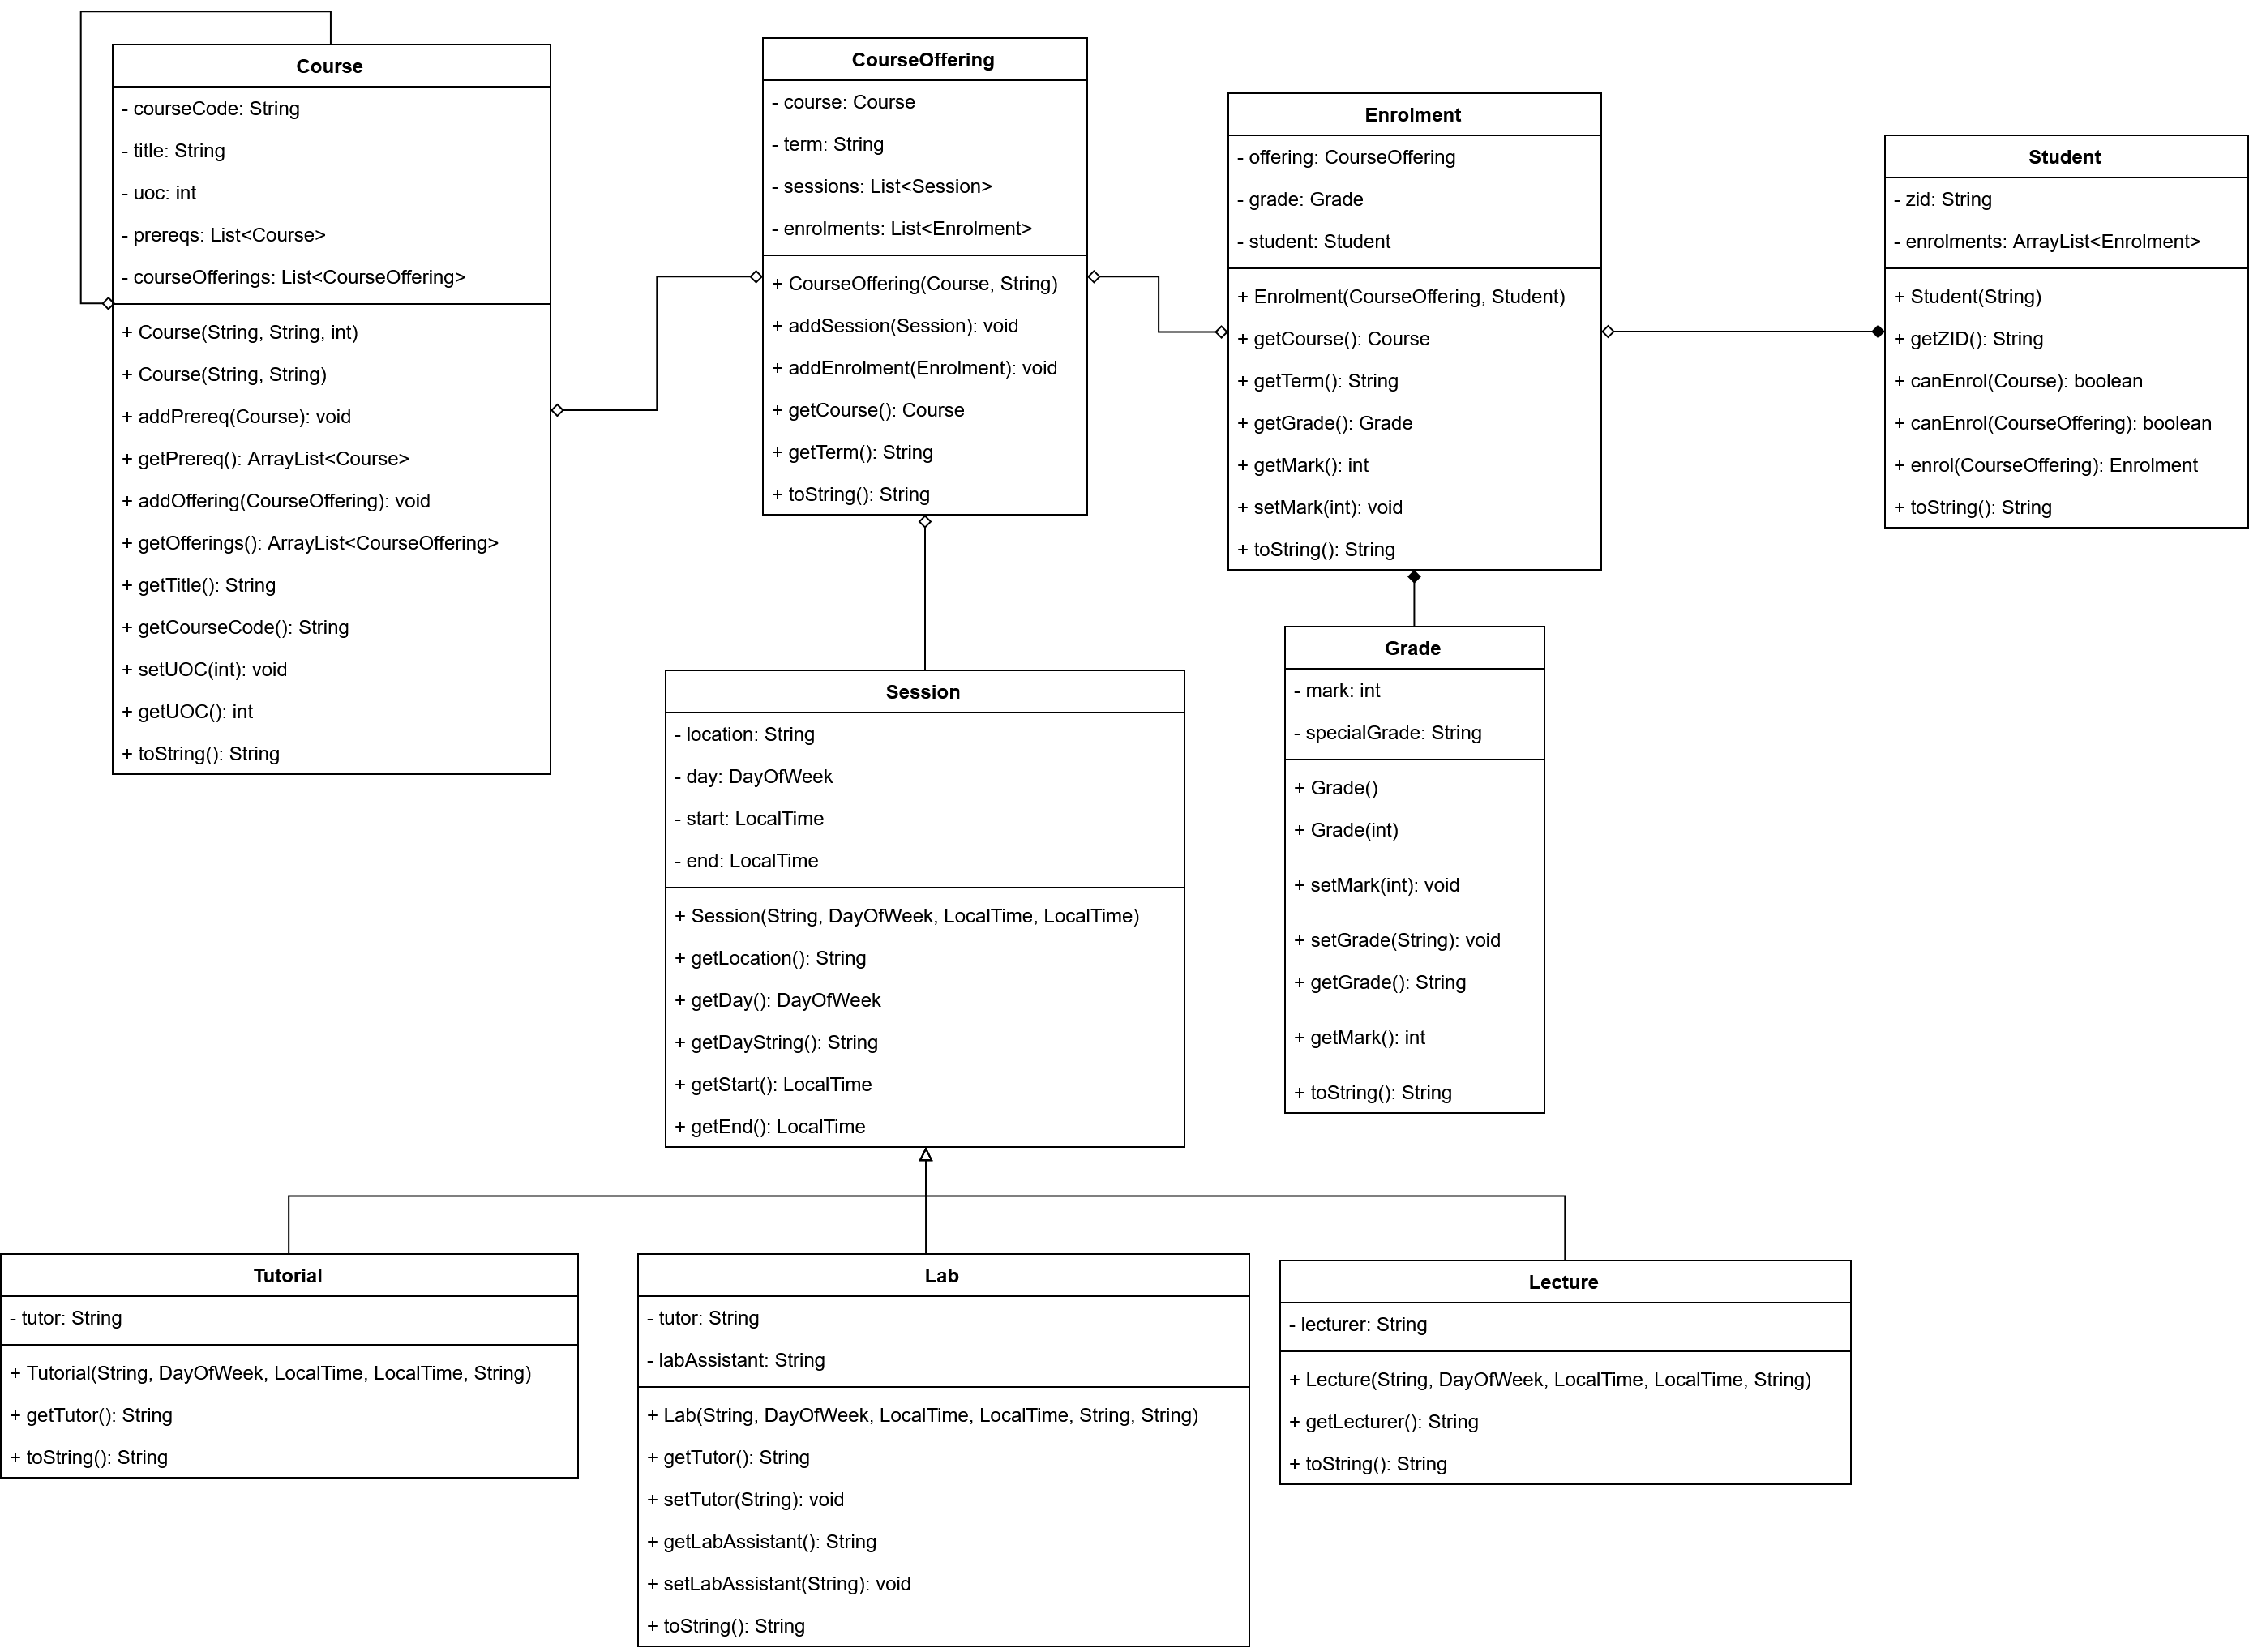 Course
- courseCode: String
- title: String
- uoc: int
- prereqs: List<Course>
- courseOfferings: List<CourseOffering>
+ Course(String, String, int)
+ Course(String, String)
+ addPrereq(Course): void
+ getPrereq(): ArrayList<Course>
+ addOffering(CourseOffering): void
+ getOfferings(): ArrayList<CourseOffering>
+ getTitle(): String
+ getCourseCode(): String
+ setUOC(int): void
+ getUOC(): int
+ toString(): String
CourseOffering
- course: Course
- term: String
- sessions: List<Session>
- enrolments: List<Enrolment>
+ CourseOffering(Course, String)
+ addSession(Session): void
+ addEnrolment(Enrolment): void
+ getCourse(): Course
+ getTerm(): String
+ toString(): String
Enrolment
- offering: CourseOffering
- grade: Grade
- student: Student
+ Enrolment(CourseOffering, Student)
+ getCourse(): Course
+ getTerm(): String
+ getGrade(): Grade
+ getMark(): int
+ setMark(int): void
+ toString(): String
Student
- zid: String
- enrolments: ArrayList<Enrolment>
+ Student(String)
+ getZID(): String
+ canEnrol(Course): boolean
+ canEnrol(CourseOffering): boolean
+ enrol(CourseOffering): Enrolment
+ toString(): String
Session
- location: String
- day: DayOfWeek
- start: LocalTime
- end: LocalTime
+ Session(String, DayOfWeek, LocalTime, LocalTime)
+ getLocation(): String
+ getDay(): DayOfWeek
+ getDayString(): String
+ getStart(): LocalTime
+ getEnd(): LocalTime
Grade
- mark: int
- specialGrade: String
+ Grade()
+ Grade(int)
+ setMark(int): void
+ setGrade(String): void
+ getGrade(): String
+ getMark(): int
+ toString(): String
Tutorial
- tutor: String
+ Tutorial(String, DayOfWeek, LocalTime, LocalTime, String)
+ getTutor(): String
+ toString(): String
Lab
- tutor: String
- labAssistant: String
+ Lab(String, DayOfWeek, LocalTime, LocalTime, String, String)
+ getTutor(): String
+ setTutor(String): void
+ getLabAssistant(): String
+ setLabAssistant(String): void
+ toString(): String
Lecture
- lecturer: String
+ Lecture(String, DayOfWeek, LocalTime, LocalTime, String)
+ getLecturer(): String
+ toString(): String